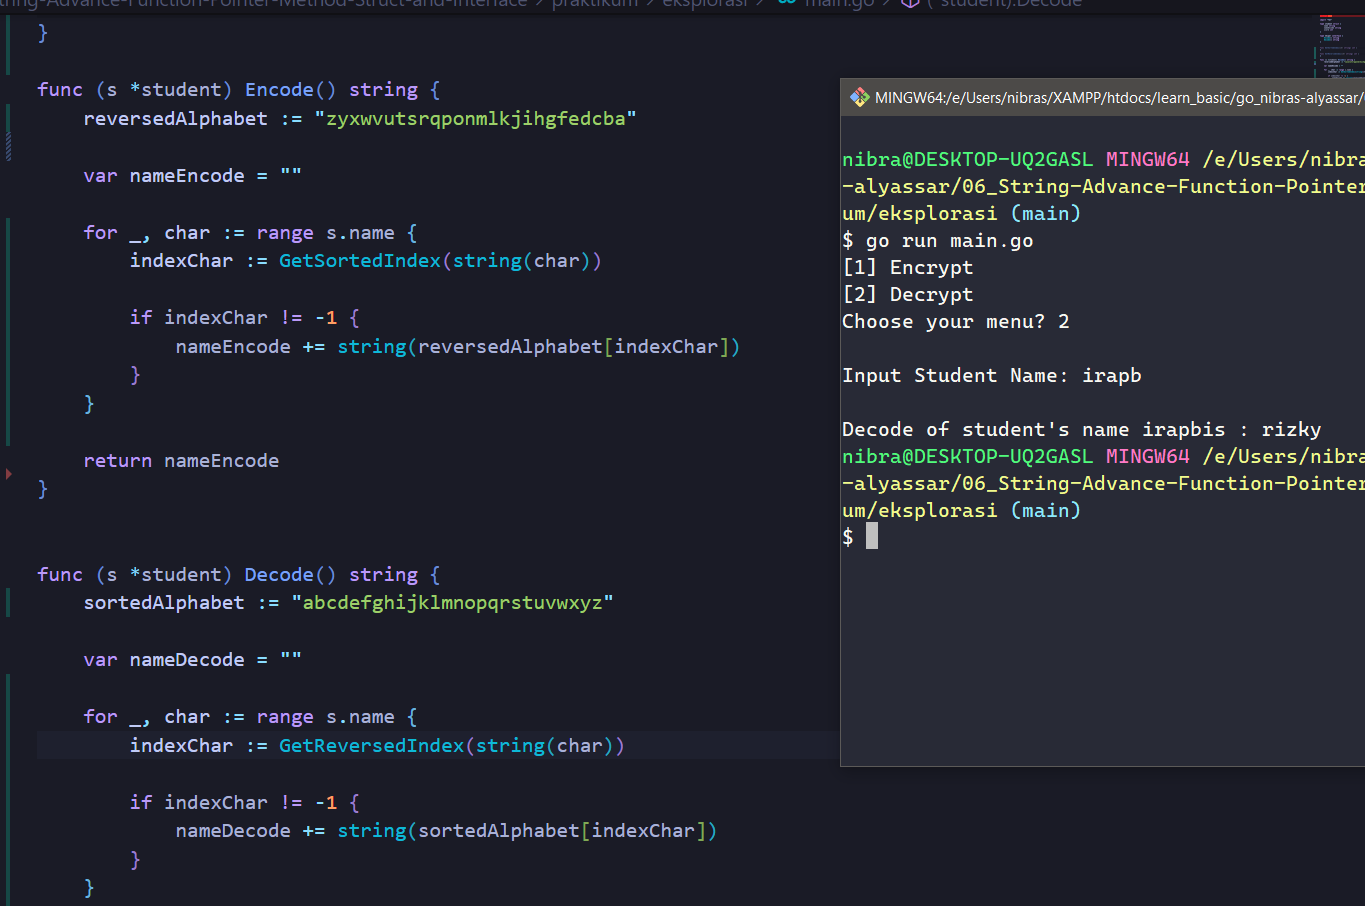 ring-Advance-Function-Pointer-Method-Struct-and-Interface > praktikum > eksplorasi > main.go > (*student).Decode
}
func (s *student) Encode() string {
reversedAlphabet := "zyxwvutsrqponmlkjihgfedcba"
var nameEncode = ""
for _, char := range s.name {
indexChar := GetSortedIndex(string(char))
if indexChar != -1 {
nameEncode += string(reversedAlphabet[indexChar])
}
}
return nameEncode
}
func (s *student) Decode() string {
sortedAlphabet := "abcdefghijklmnopqrstuvwxyz"
var nameDecode = ""
for _, char := range s.name {
indexChar := GetReversedIndex(string(char))
if indexChar != -1 {
nameDecode += string(sortedAlphabet[indexChar])
}
}
MINGW64:/e/Users/nibras/XAMPP/htdocs/learn_basic/go_nibras-alyassar/
nibra@DESKTOP-UQ2GASL MINGW64 /e/Users/nibra
-alyassar/06_String-Advance-Function-Pointer
um/eksplorasi (main)
$ go run main.go
[1] Encrypt
[2] Decrypt
Choose your menu? 2
Input Student Name: irapb
Decode of student's name irapbis : rizky
nibra@DESKTOP-UQ2GASL MINGW64 /e/Users/nibra
-alyassar/06_String-Advance-Function-Pointer
um/eksplorasi (main)
$